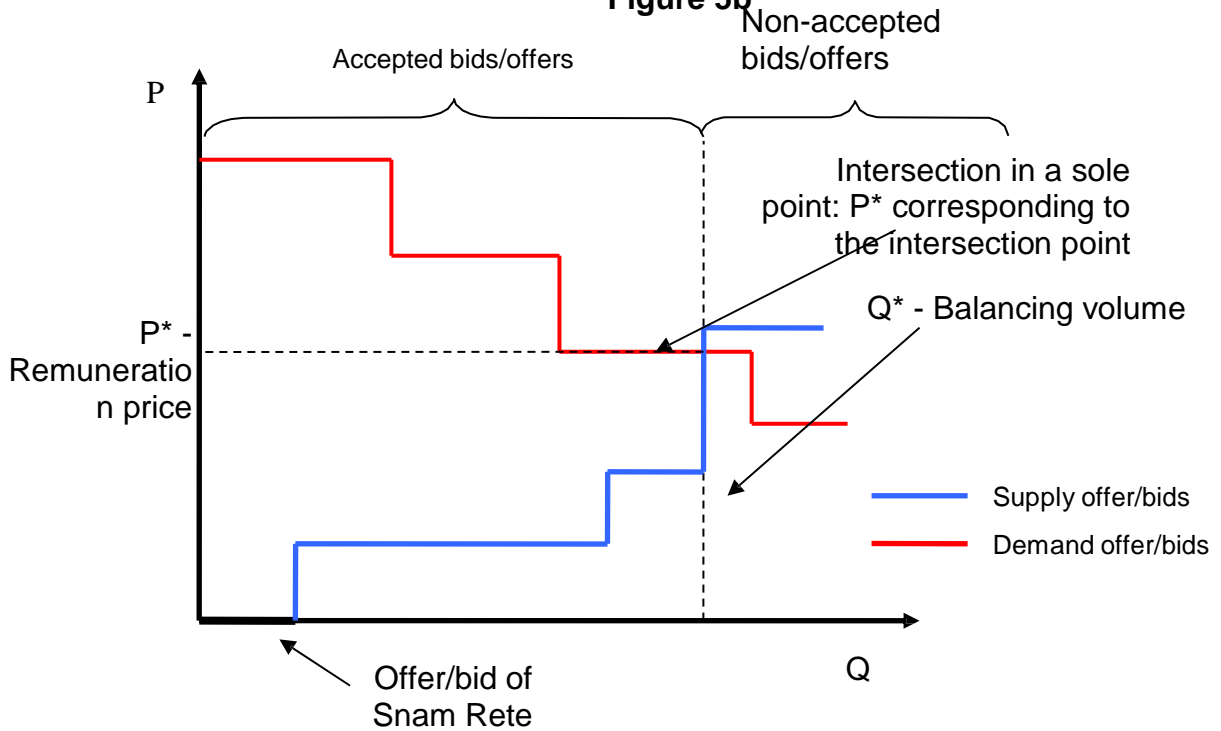 Figure 5b
Non-accepted
bids/offers
Accepted bids/offers
P
Intersection in a sole
point: P* corresponding to
the intersection point
Q* - Balancing volume
P* -
Remuneratio
n price
Supply offer/bids
Demand offer/bids
Q
Offer/bid of
Snam Rete